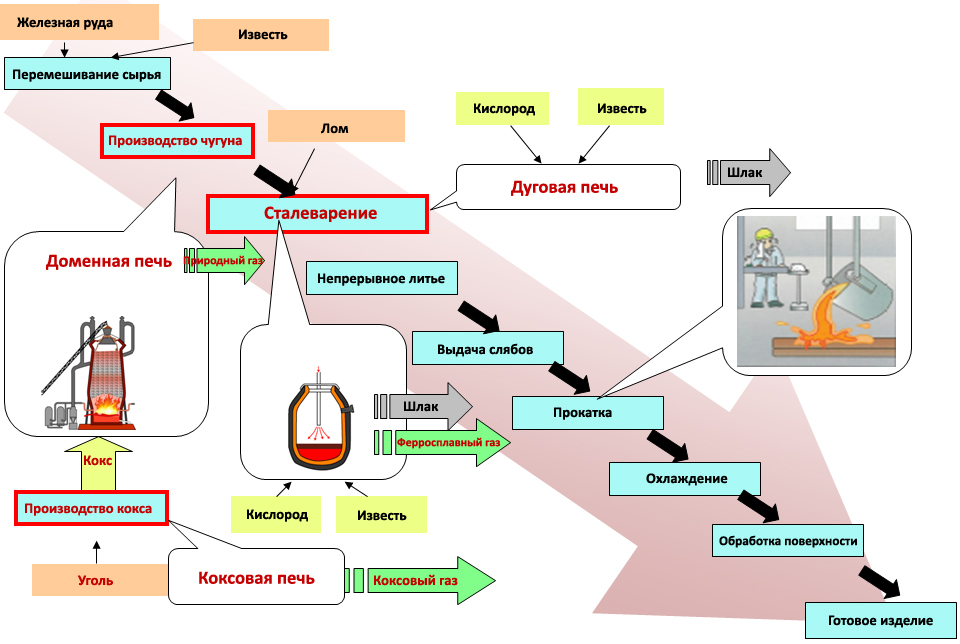 Железная руда
Известь
Перемешивание сырья
Производство чугуна
Лом
Кислород
Известь
Дуговая печь
Шлак
Сталеварение
Доменная печь
Природный газ
Непрерывное литье
Выдача слябов
Прокатка
Шлак
Ферросплавный газ
Кокс
Охлаждение
Производство кокса
Кислород
Известь
Обработка поверхности
Уголь
Коксовая печь
Коксовый газ
Готовое изделие